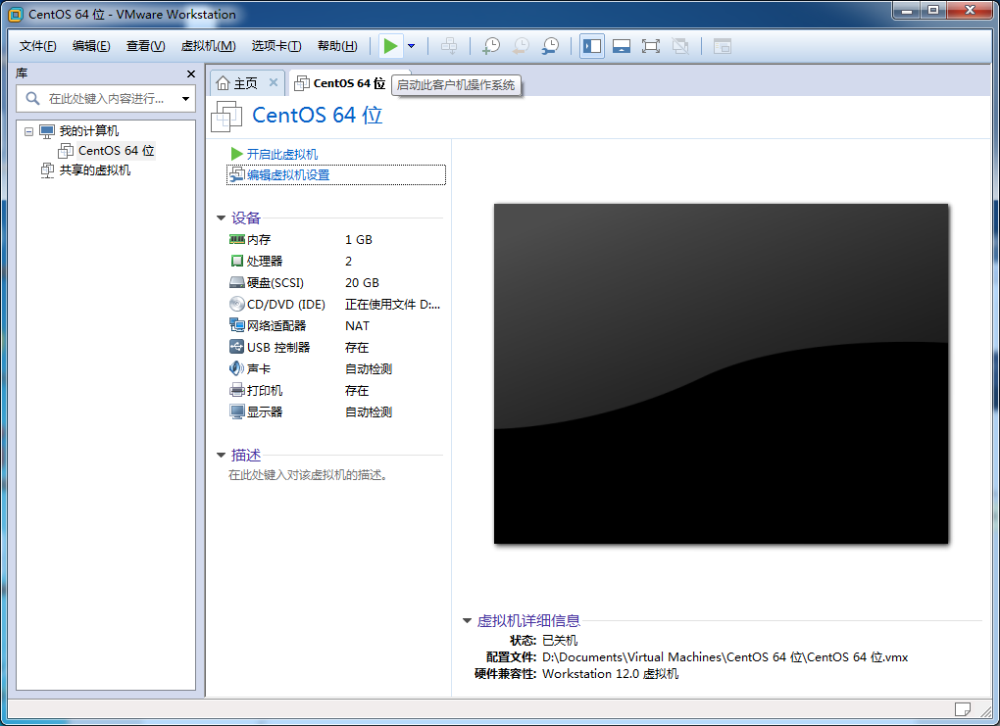 CentOS 64 位 - VMware Workstation
文件(F) 编辑(E) 查看(V) 虚拟机(M) 选项卡(T) 帮助(H)
库
在此处键入内容进行...
我的计算机
CentOS 64 位
共享的虚拟机
主页
CentOS 64 位
启动此客户机操作系统
CentOS 64 位
开启此虚拟机
编辑虚拟机设置
设备
内存 1 GB
处理器 2
硬盘(SCSI) 20 GB
CD/DVD (IDE) 正在使用文件 D:...
网络适配器 NAT
USB 控制器 存在
声卡 自动检测
打印机 存在
显示器 自动检测
描述
在此处键入对该虚拟机的描述。
虚拟机详细信息
状态: 已关机
配置文件: D:\Documents\Virtual Machines\CentOS 64 位\CentOS 64 位.vmx
硬件兼容性: Workstation 12.0 虚拟机